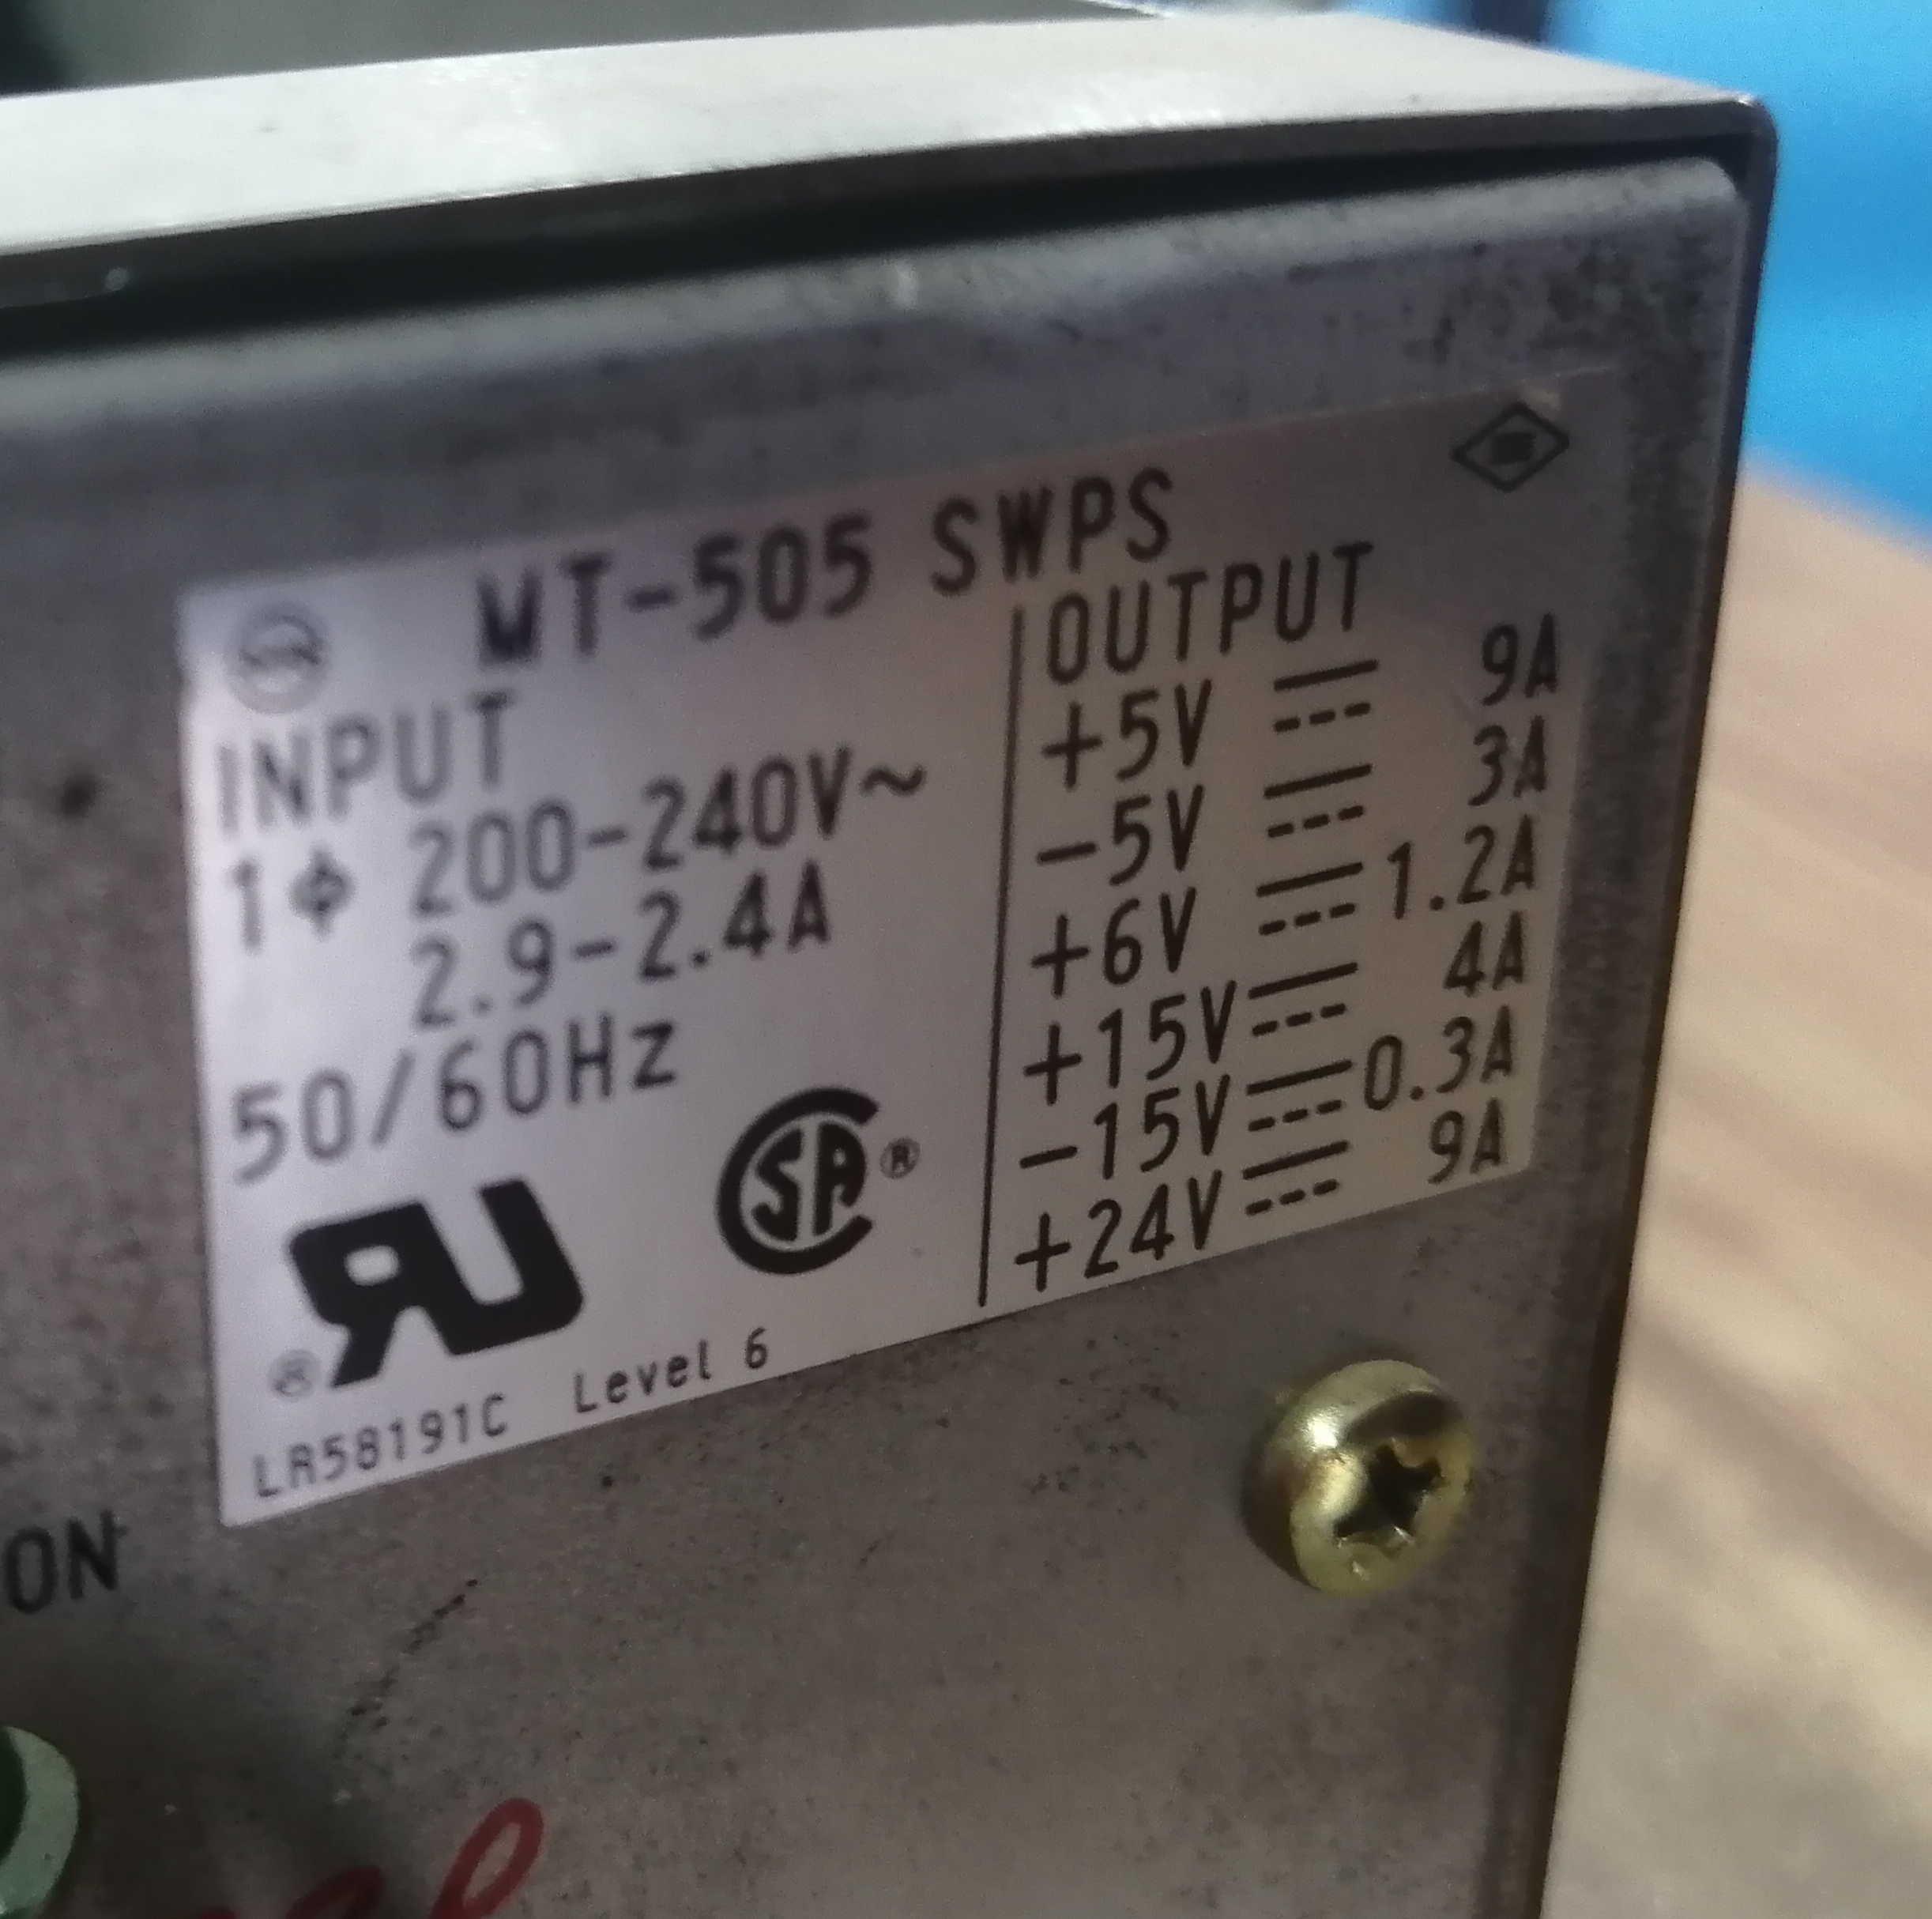 MT-505 SWPS
INPUT
1ϕ 200-240V~
2.9-2.4A
50/60Hz
SA®
®
LR58191C Level 6
OUTPUT
+5V ⎓ 9A
-5V ⎓ 3A
+6V ⎓ 1.2A
+15V ⎓ 4A
-15V ⎓ 0.3A
+24V ⎓ 9A
ON